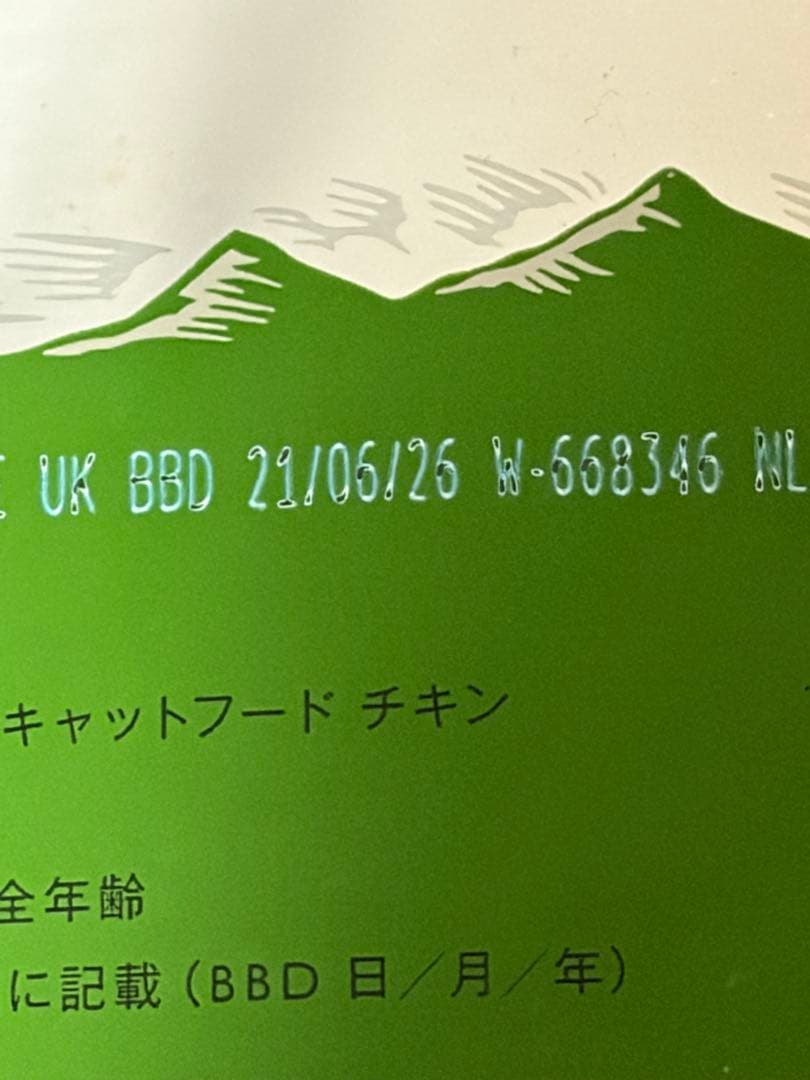 UK BBD 21/06/26 W-668346 NL
キャットフード チキン
全年齢
に記載（BBD 日／月／年）